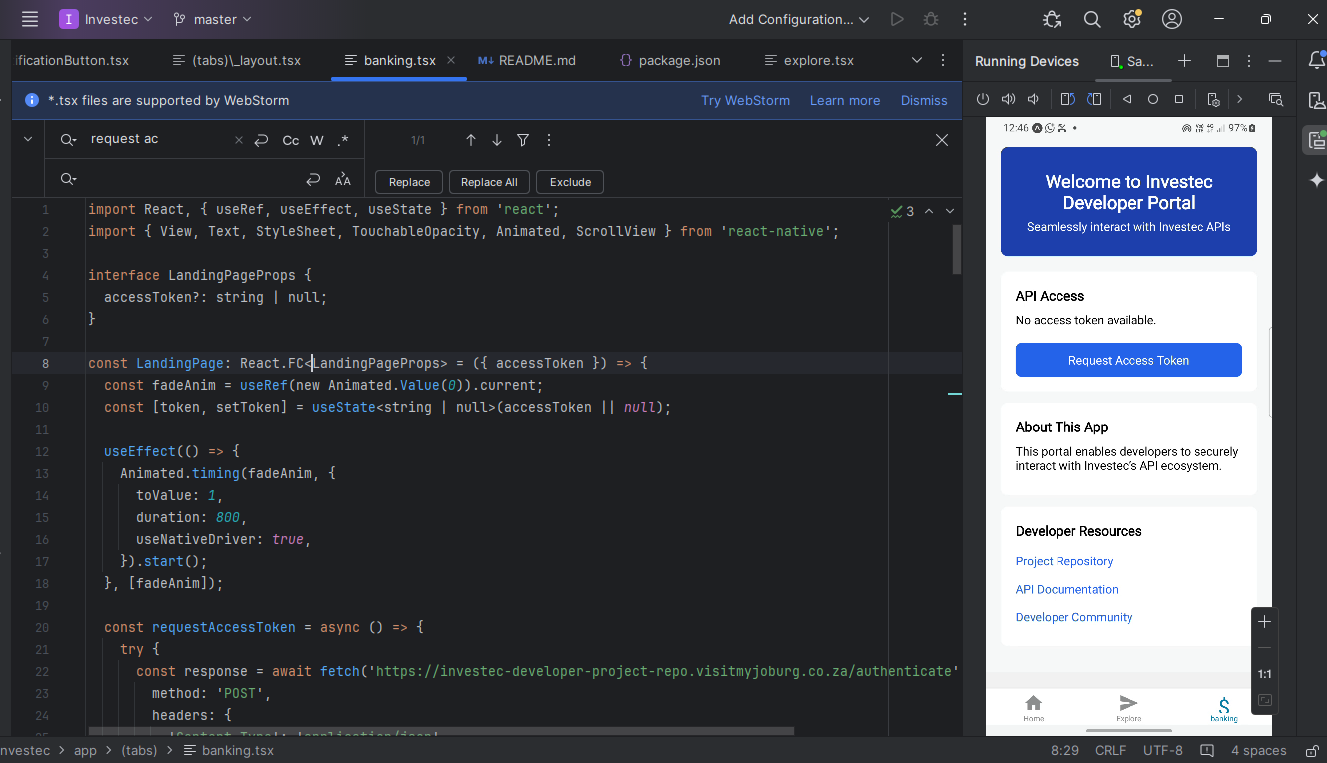 I Investec master Add Configuration...
ificationButton.tsx (tabs)\_layout.tsx banking.tsx README.md package.json explore.tsx
Running Devices Sa...
*.tsx files are supported by WebStorm Try WebStorm Learn more Dismiss
request ac Cc W .* 1/1
Replace Replace All Exclude
3
1 import React, { useRef, useEffect, useState } from 'react';
2 import { View, Text, StyleSheet, TouchableOpacity, Animated, ScrollView } from 'react-native';
3
4 interface LandingPageProps {
5 accessToken?: string | null;
6 }
7
8 const LandingPage: React.FC<LandingPageProps> = ({ accessToken }) => {
9 const fadeAnim = useRef(new Animated.Value(0)).current;
10 const [token, setToken] = useState<string | null>(accessToken || null);
11
12 useEffect(() => {
13 Animated.timing(fadeAnim, {
14 toValue: 1,
15 duration: 800,
16 useNativeDriver: true,
17 }).start();
18 }, [fadeAnim]);
19
20 const requestAccessToken = async () => {
21 try {
22 const response = await fetch('https://investec-developer-project-repo.visitmyjoburg.co.za/authenticate'
23 method: 'POST',
24 headers: {
25 'Content-Type': 'application/json'
12:46 97%
Welcome to Investec
Developer Portal
Seamlessly interact with Investec APIs
API Access
No access token available.
Request Access Token
About This App
This portal enables developers to securely
interact with Investec's API ecosystem.
Developer Resources
Project Repository
API Documentation
Developer Community
1:1
Home Explore banking
nvestec app (tabs) banking.tsx 8:29 CRLF UTF-8 4 spaces